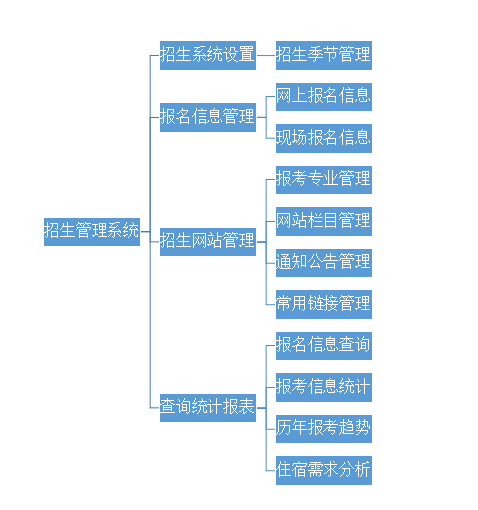 招生管理系统
招生系统设置
招生季节管理
报名信息管理
网上报名信息
现场报名信息
招生网站管理
报考专业管理
网站栏目管理
通知公告管理
常用链接管理
查询统计报表
报名信息查询
报考信息统计
历年报考趋势
住宿需求分析